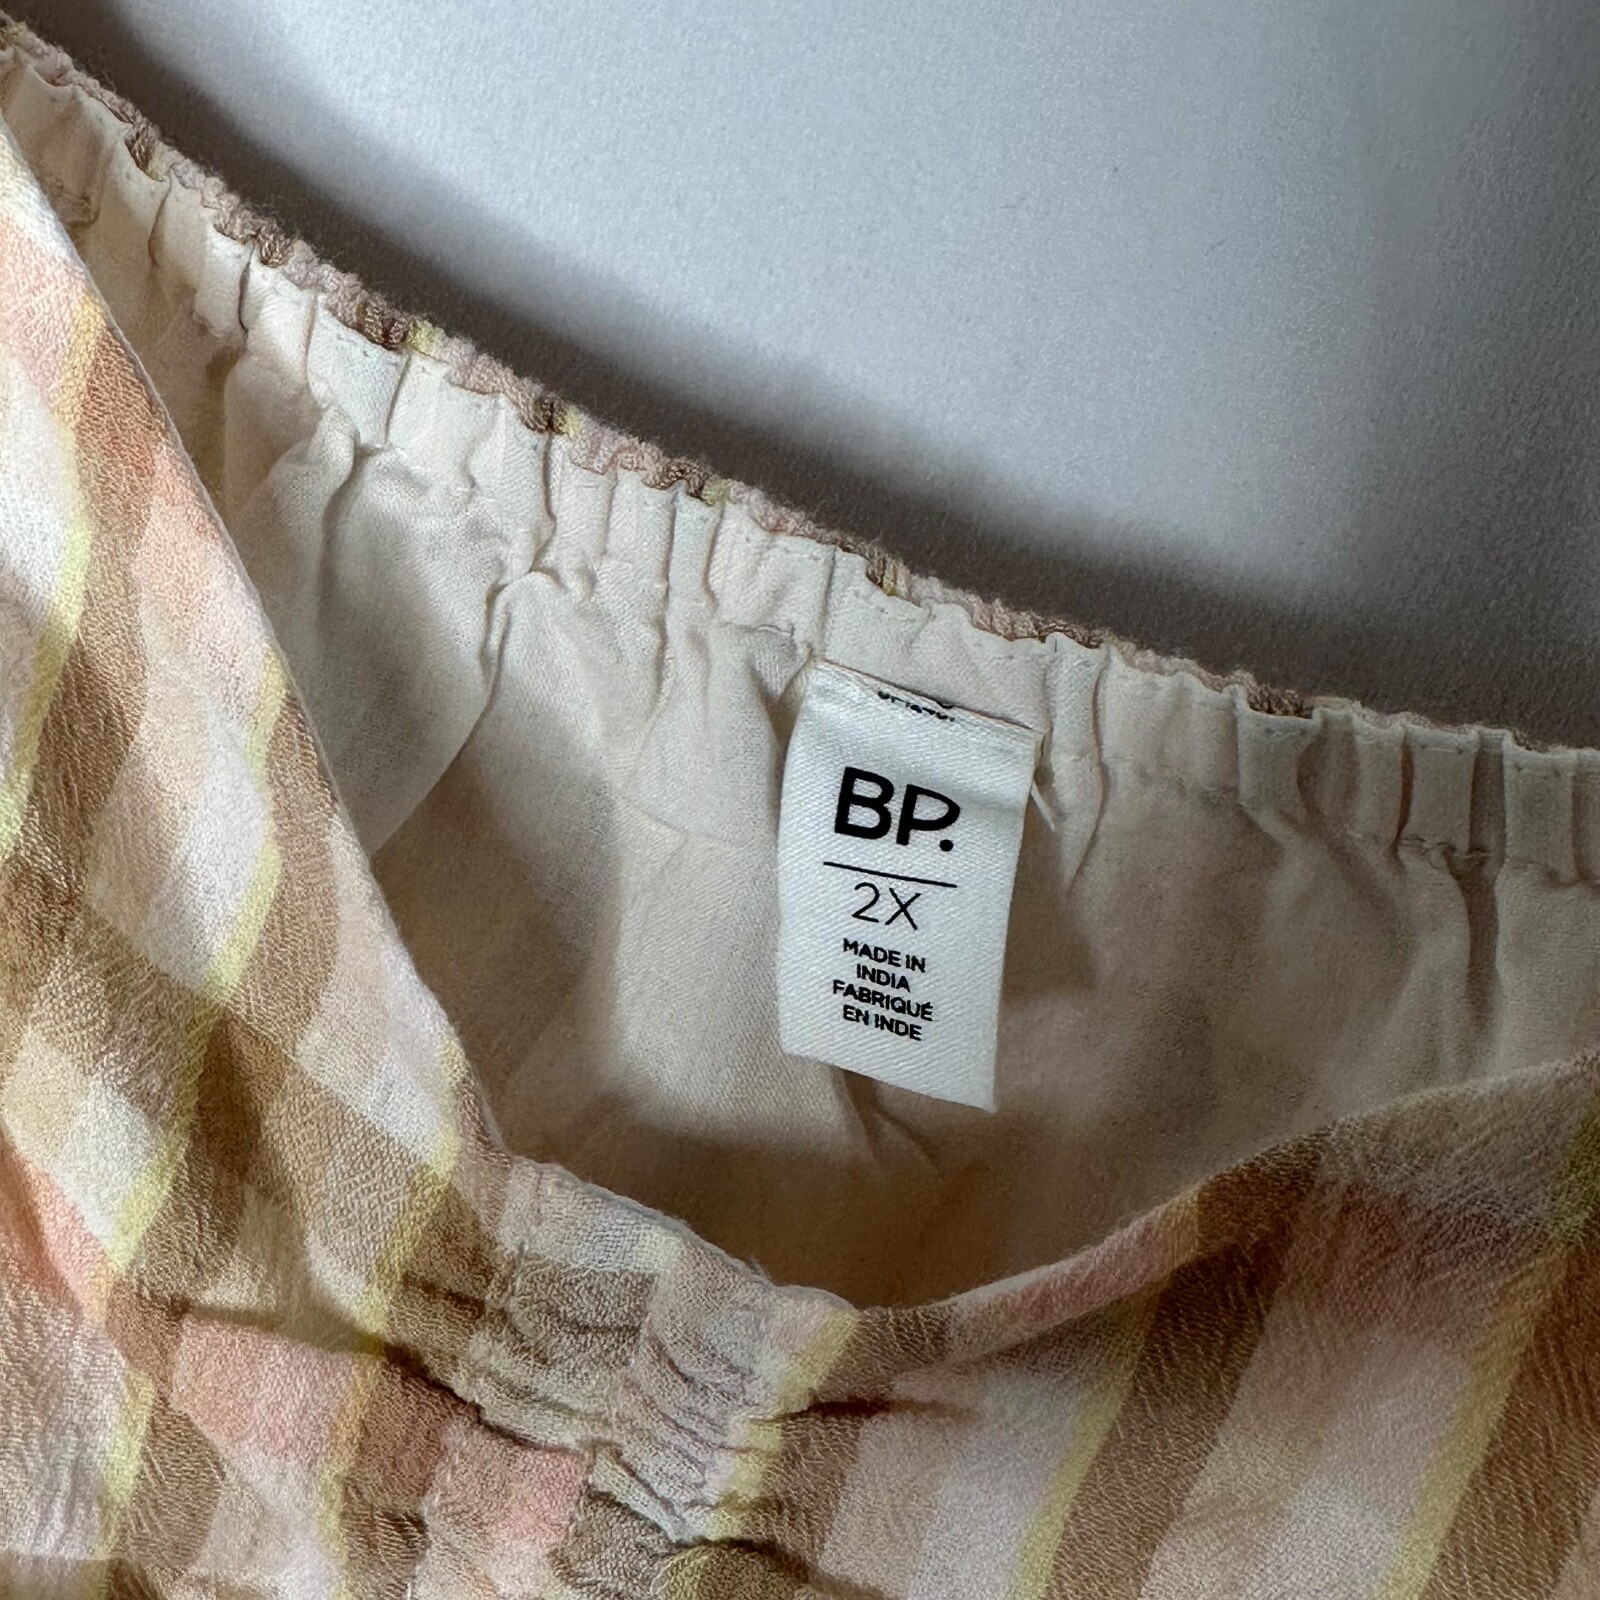 BP.
2X
MADE IN
INDIA
FABRIQUÉ
EN INDE